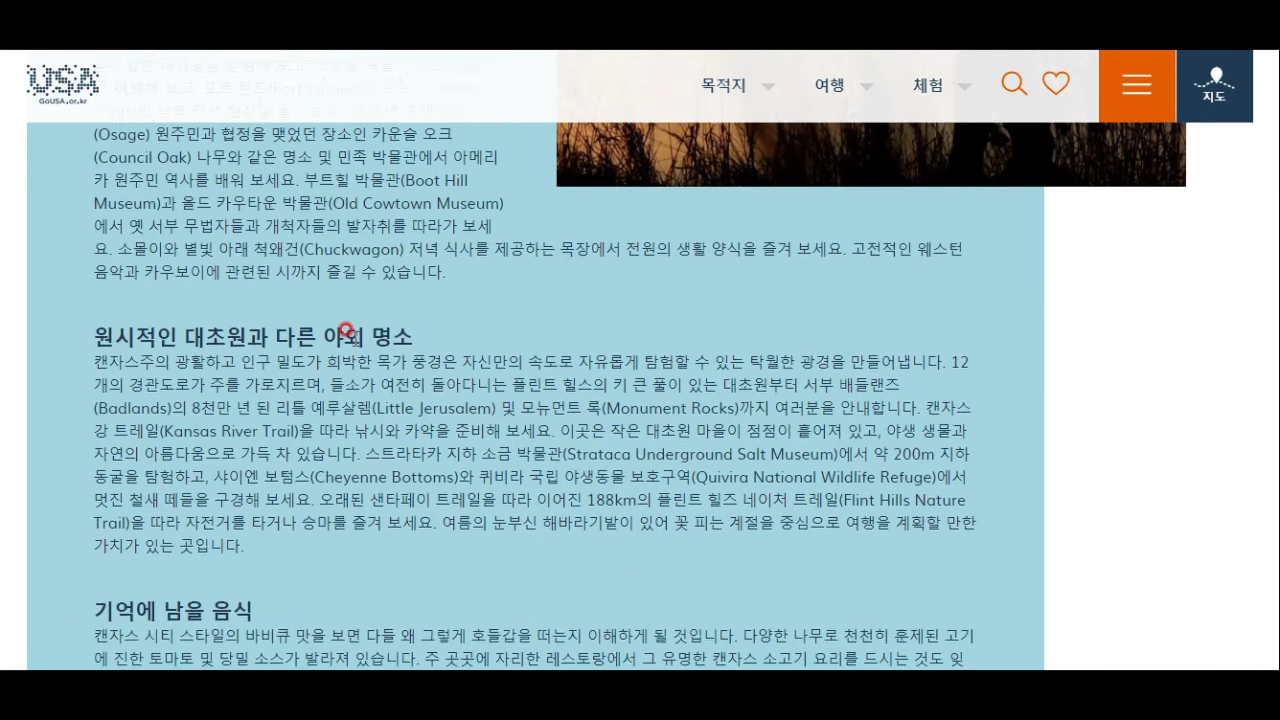 USA
GoUSA.or.kr
목적지
여행
체험
지도
(Osage) 원주민과 협정을 맺었던 장소인 카운슬 오크
(Council Oak) 나무와 같은 명소 및 민족 박물관에서 아메리
카 원주민 역사를 배워 보세요. 부트힐 박물관(Boot Hill
Museum)과 올드 카우타운 박물관(Old Cowtown Museum)
에서 옛 서부 무법자들과 개척자들의 발자취를 따라가 보세
요. 소몰이와 별빛 아래 척왜건(Chuckwagon) 저녁 식사를 제공하는 목장에서 전원의 생활 양식을 즐겨 보세요. 고전적인 웨스턴
음악과 카우보이에 관련된 시까지 즐길 수 있습니다.
원시적인 대초원과 다른 야외 명소
캔자스주의 광활하고 인구 밀도가 희박한 목가 풍경은 자신만의 속도로 자유롭게 탐험할 수 있는 탁월한 광경을 만들어냅니다. 12
개의 경관도로가 주를 가로지르며, 들소가 여전히 돌아다니는 플린트 힐스의 키 큰 풀이 있는 대초원부터 서부 배들랜즈
(Badlands)의 8천만 년 된 리틀 예루살렘(Little Jerusalem) 및 모뉴먼트 록(Monument Rocks)까지 여러분을 안내합니다. 캔자스
강 트레일(Kansas River Trail)을 따라 낚시와 카약을 준비해 보세요. 이곳은 작은 대초원 마을이 점점이 흩어져 있고, 야생 생물과
자연의 아름다움으로 가득 차 있습니다. 스트라타카 지하 소금 박물관(Strataca Underground Salt Museum)에서 약 200m 지하
동굴을 탐험하고, 샤이엔 보텀스(Cheyenne Bottoms)와 퀴비라 국립 야생동물 보호구역(Quivira National Wildlife Refuge)에서
멋진 철새 떼들을 구경해 보세요. 오래된 샌타페이 트레일을 따라 이어진 188km의 플린트 힐즈 네이처 트레일(Flint Hills Nature
Trail)을 따라 자전거를 타거나 승마를 즐겨 보세요. 여름의 눈부신 해바라기밭이 있어 꽃 피는 계절을 중심으로 여행을 계획할 만한
가치가 있는 곳입니다.
기억에 남을 음식
캔자스 시티 스타일의 바비큐 맛을 보면 다들 왜 그렇게 호들갑을 떠는지 이해하게 될 것입니다. 다양한 나무로 천천히 훈제된 고기
에 진한 토마토 및 당밀 소스가 발라져 있습니다. 주 곳곳에 자리한 레스토랑에서 그 유명한 캔자스 소고기 요리를 드시는 것도 잊